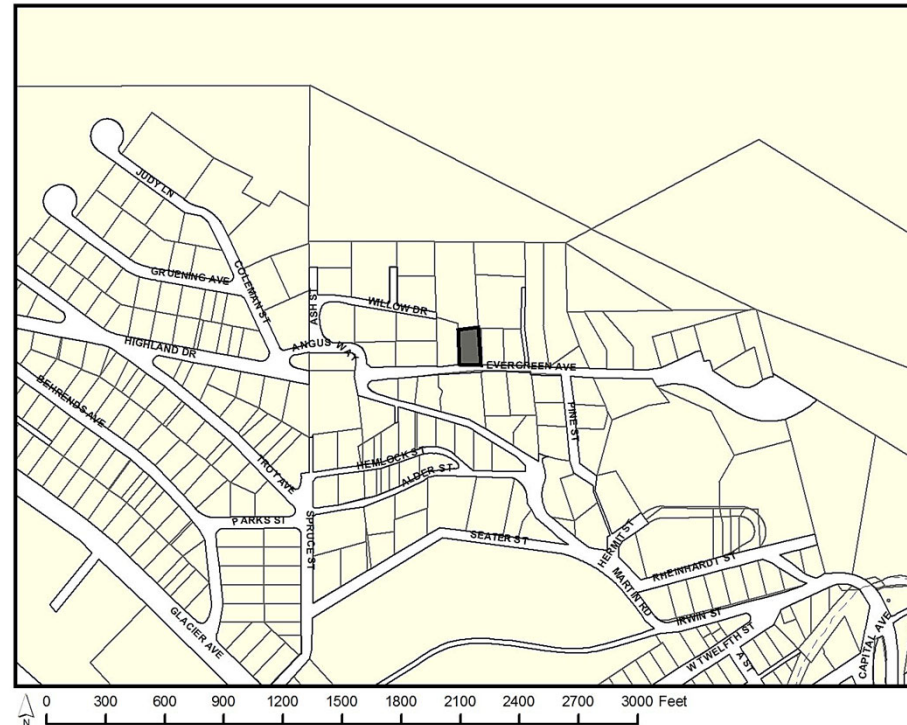 JUDY LN
GRUENING AVE
COLEMAN ST
ASH ST
WILLOW DR
HIGHLAND DR
ANGUS WAY
EVERGREEN AVE
BEHRENDS AVE
PINE ST
TROY AVE
HEMLOCK ST
ALDER ST
PARKS St
SPRUCE ST
SEATER ST
HERMIT ST
RHEINHARDT ST
MARTIN RD
IRWIN ST
GLACIER AVE
W TWELFTH ST
A ST
CAPITAL AVE
N
0 300 600 900 1200 1500 1800 2100 2400 2700 3000 Feet